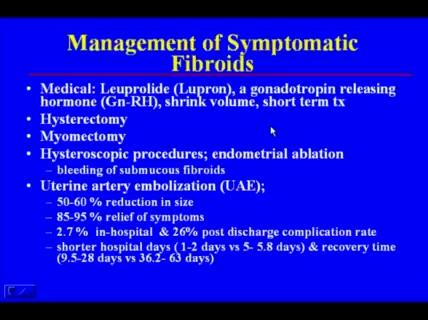 Management of Symptomatic
Fibroids
• Medical: Leuprolide (Lupron), a gonadotropin releasing
hormone (Gn-RH), shrink volume, short term tx
• Hysterectomy
• Myomectomy
• Hysteroscopic procedures; endometrial ablation
– bleeding of submucous fibroids
• Uterine artery embolization (UAE);
– 50-60 % reduction in size
– 85-95 % relief of symptoms
– 2.7 % in-hospital & 26% post discharge complication rate
– shorter hospital days ( 1-2 days vs 5- 5.8 days) & recovery time
(9.5-28 days vs 36.2- 63 days)